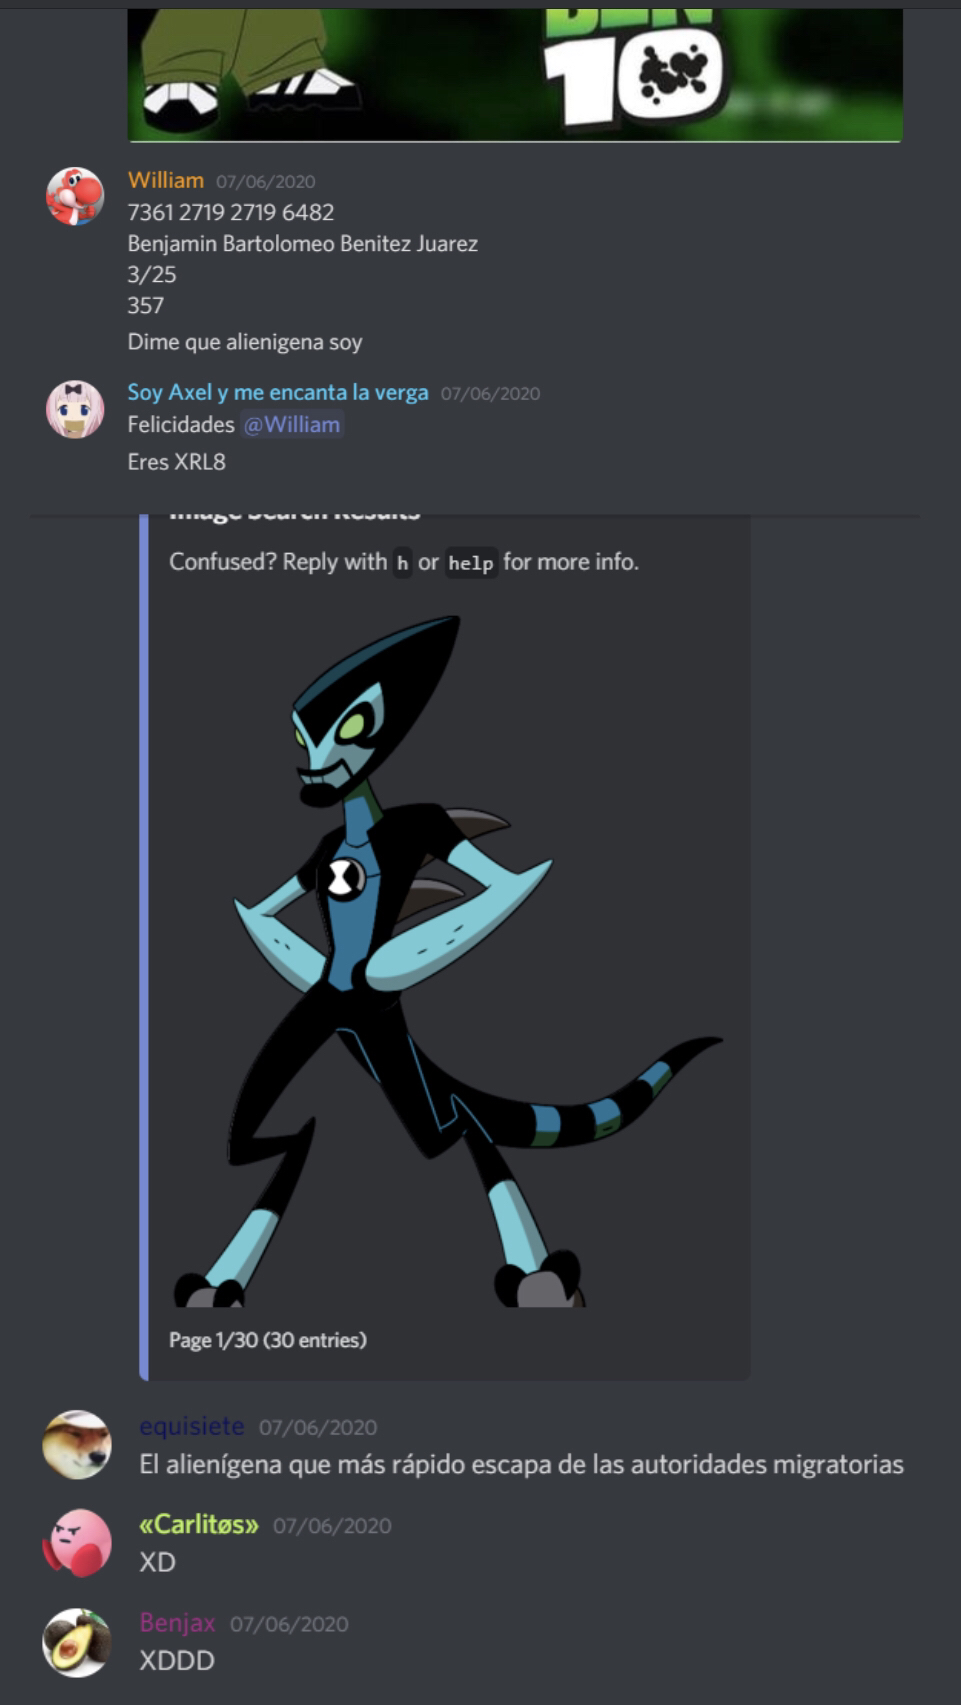 BEN
10
William 07/06/2020
7361 2719 2719 6482
Benjamin Bartolomeo Benitez Juarez
3/25
357
Dime que alienigena soy
Soy Axel y me encanta la verga 07/06/2020
Felicidades @William
Eres XRL8
Image Search Results
Confused? Reply with h or help for more info.
Page 1/30 (30 entries)
equisiete 07/06/2020
El alienígena que más rápido escapa de las autoridades migratorias
«Carlitøs» 07/06/2020
XD
Benjax 07/06/2020
XDDD